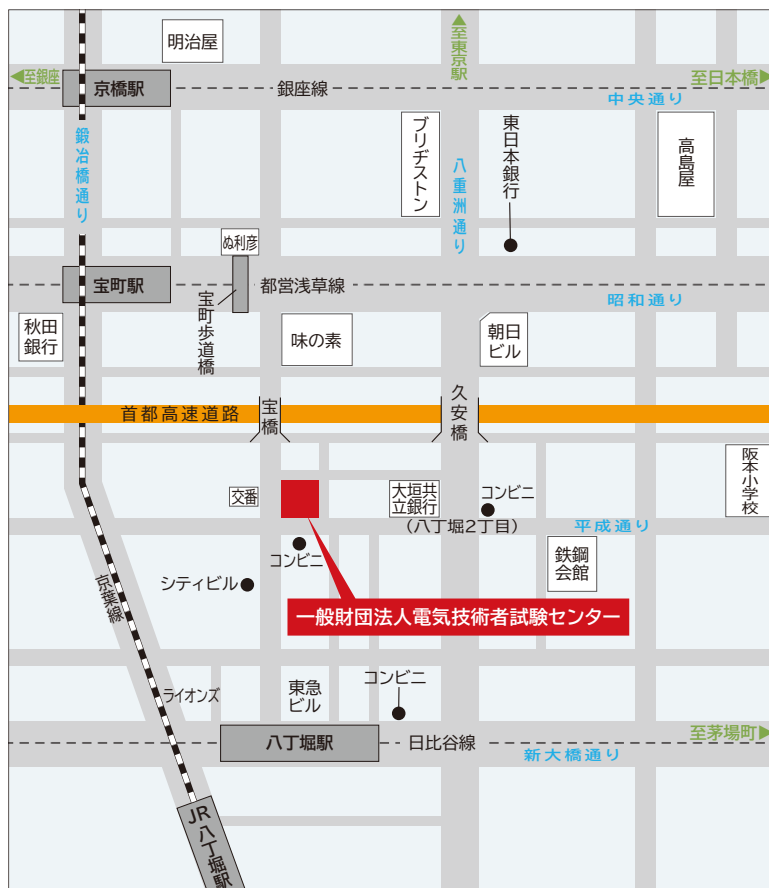 明治屋
▲至東京駅
◀至銀座
京橋駅
銀座線
至日本橋▶
中央通り
鍛冶橋通り
ブリヂストン
八重洲通り
東日本銀行
高島屋
ぬ利彦
宝町駅
都営浅草線
昭和通り
宝町歩道橋
秋田
銀行
味の素
朝日
ビル
首都高速道路
宝橋
久安橋
阪本小学校
交番
大垣共
立銀行
コンビニ
(八丁堀2丁目)
平成通り
コンビニ
鉄鋼
会館
シティビル
京葉線
一般財団法人電気技術者試験センター
ライオンズ
東急
ビル
コンビニ
八丁堀駅
日比谷線
至茅場町▶
新大橋通り
JR八丁堀駅